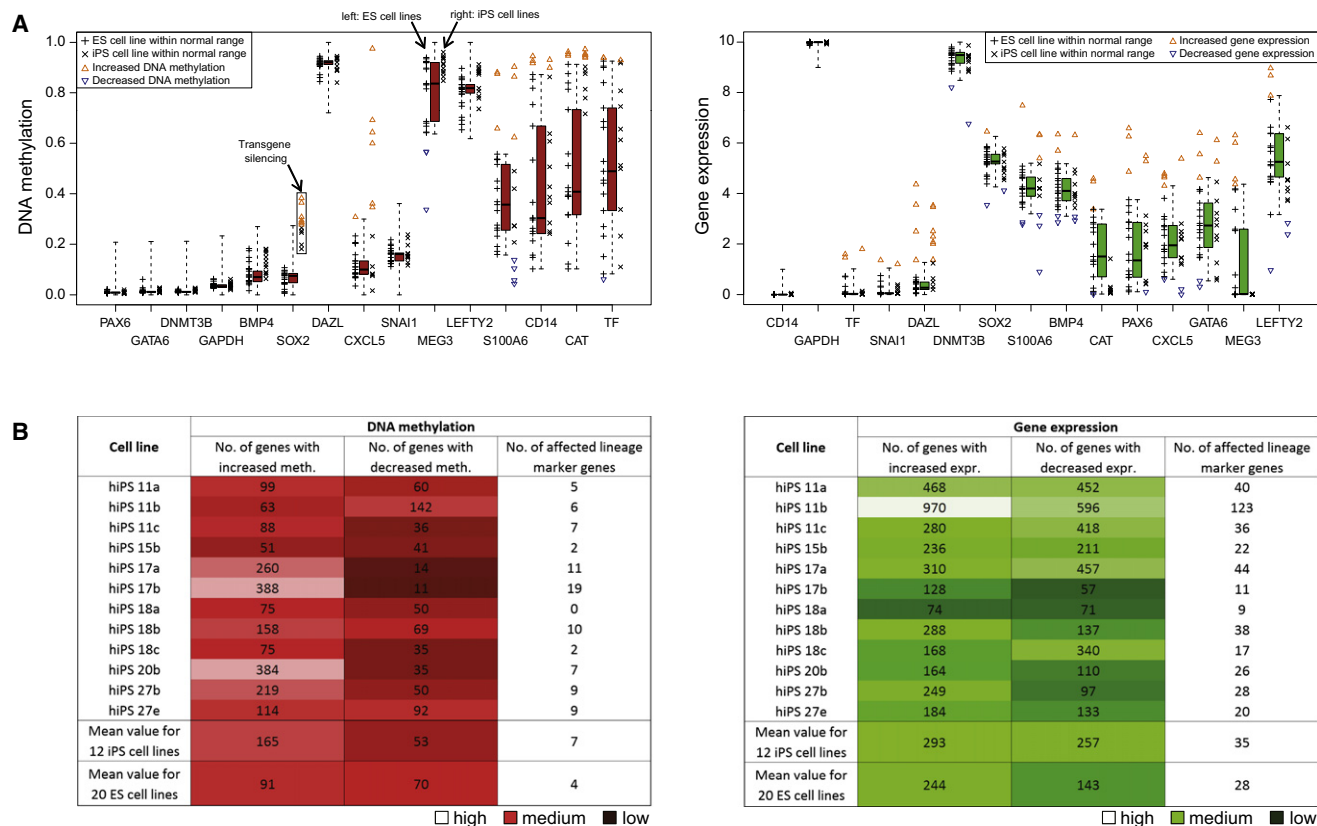 A
left: ES cell lines
right: iPS cell lines
DNA methylation
1.0
0.8
0.6
0.4
0.2
0.0
+ ES cell line within normal range
× iPS cell line within normal range
△ Increased DNA methylation
▽ Decreased DNA methylation
Transgene
silencing
PAX6
GATA6
DNMT3B
GAPDH
BMP4
SOX2
DAZL
CXCL5
SNAI1
MEG3
LEFTY2
S100A6
CD14
CAT
TF
Gene expression
10
8
6
4
2
0
+ ES cell line within normal range
× iPS cell line within normal range
△ Increased gene expression
▽ Decreased gene expression
CD14
GAPDH
TF
SNAI1
DAZL
DNMT3B
SOX2
S100A6
BMP4
CAT
PAX6
CXCL5
GATA6
MEG3
LEFTY2
B
Cell line
DNA methylation
No. of genes with increased meth.
No. of genes with decreased meth.
No. of affected lineage marker genes
hiPS 11a 99 60 5
hiPS 11b 63 142 6
hiPS 11c 88 36 7
hiPS 15b 51 41 2
hiPS 17a 260 14 11
hiPS 17b 388 11 19
hiPS 18a 75 50 0
hiPS 18b 158 69 10
hiPS 18c 75 35 2
hiPS 20b 384 35 7
hiPS 27b 219 50 9
hiPS 27e 114 92 9
Mean value for 12 iPS cell lines 165 53 7
Mean value for 20 ES cell lines 91 70 4
high medium low
Cell line
Gene expression
No. of genes with increased expr.
No. of genes with decreased expr.
No. of affected lineage marker genes
hiPS 11a 468 452 40
hiPS 11b 970 596 123
hiPS 11c 280 418 36
hiPS 15b 236 211 22
hiPS 17a 310 457 44
hiPS 17b 128 57 11
hiPS 18a 74 71 9
hiPS 18b 288 137 38
hiPS 18c 168 340 17
hiPS 20b 164 110 26
hiPS 27b 249 97 28
hiPS 27e 184 133 20
Mean value for 12 iPS cell lines 293 257 35
Mean value for 20 ES cell lines 244 143 28
high medium low